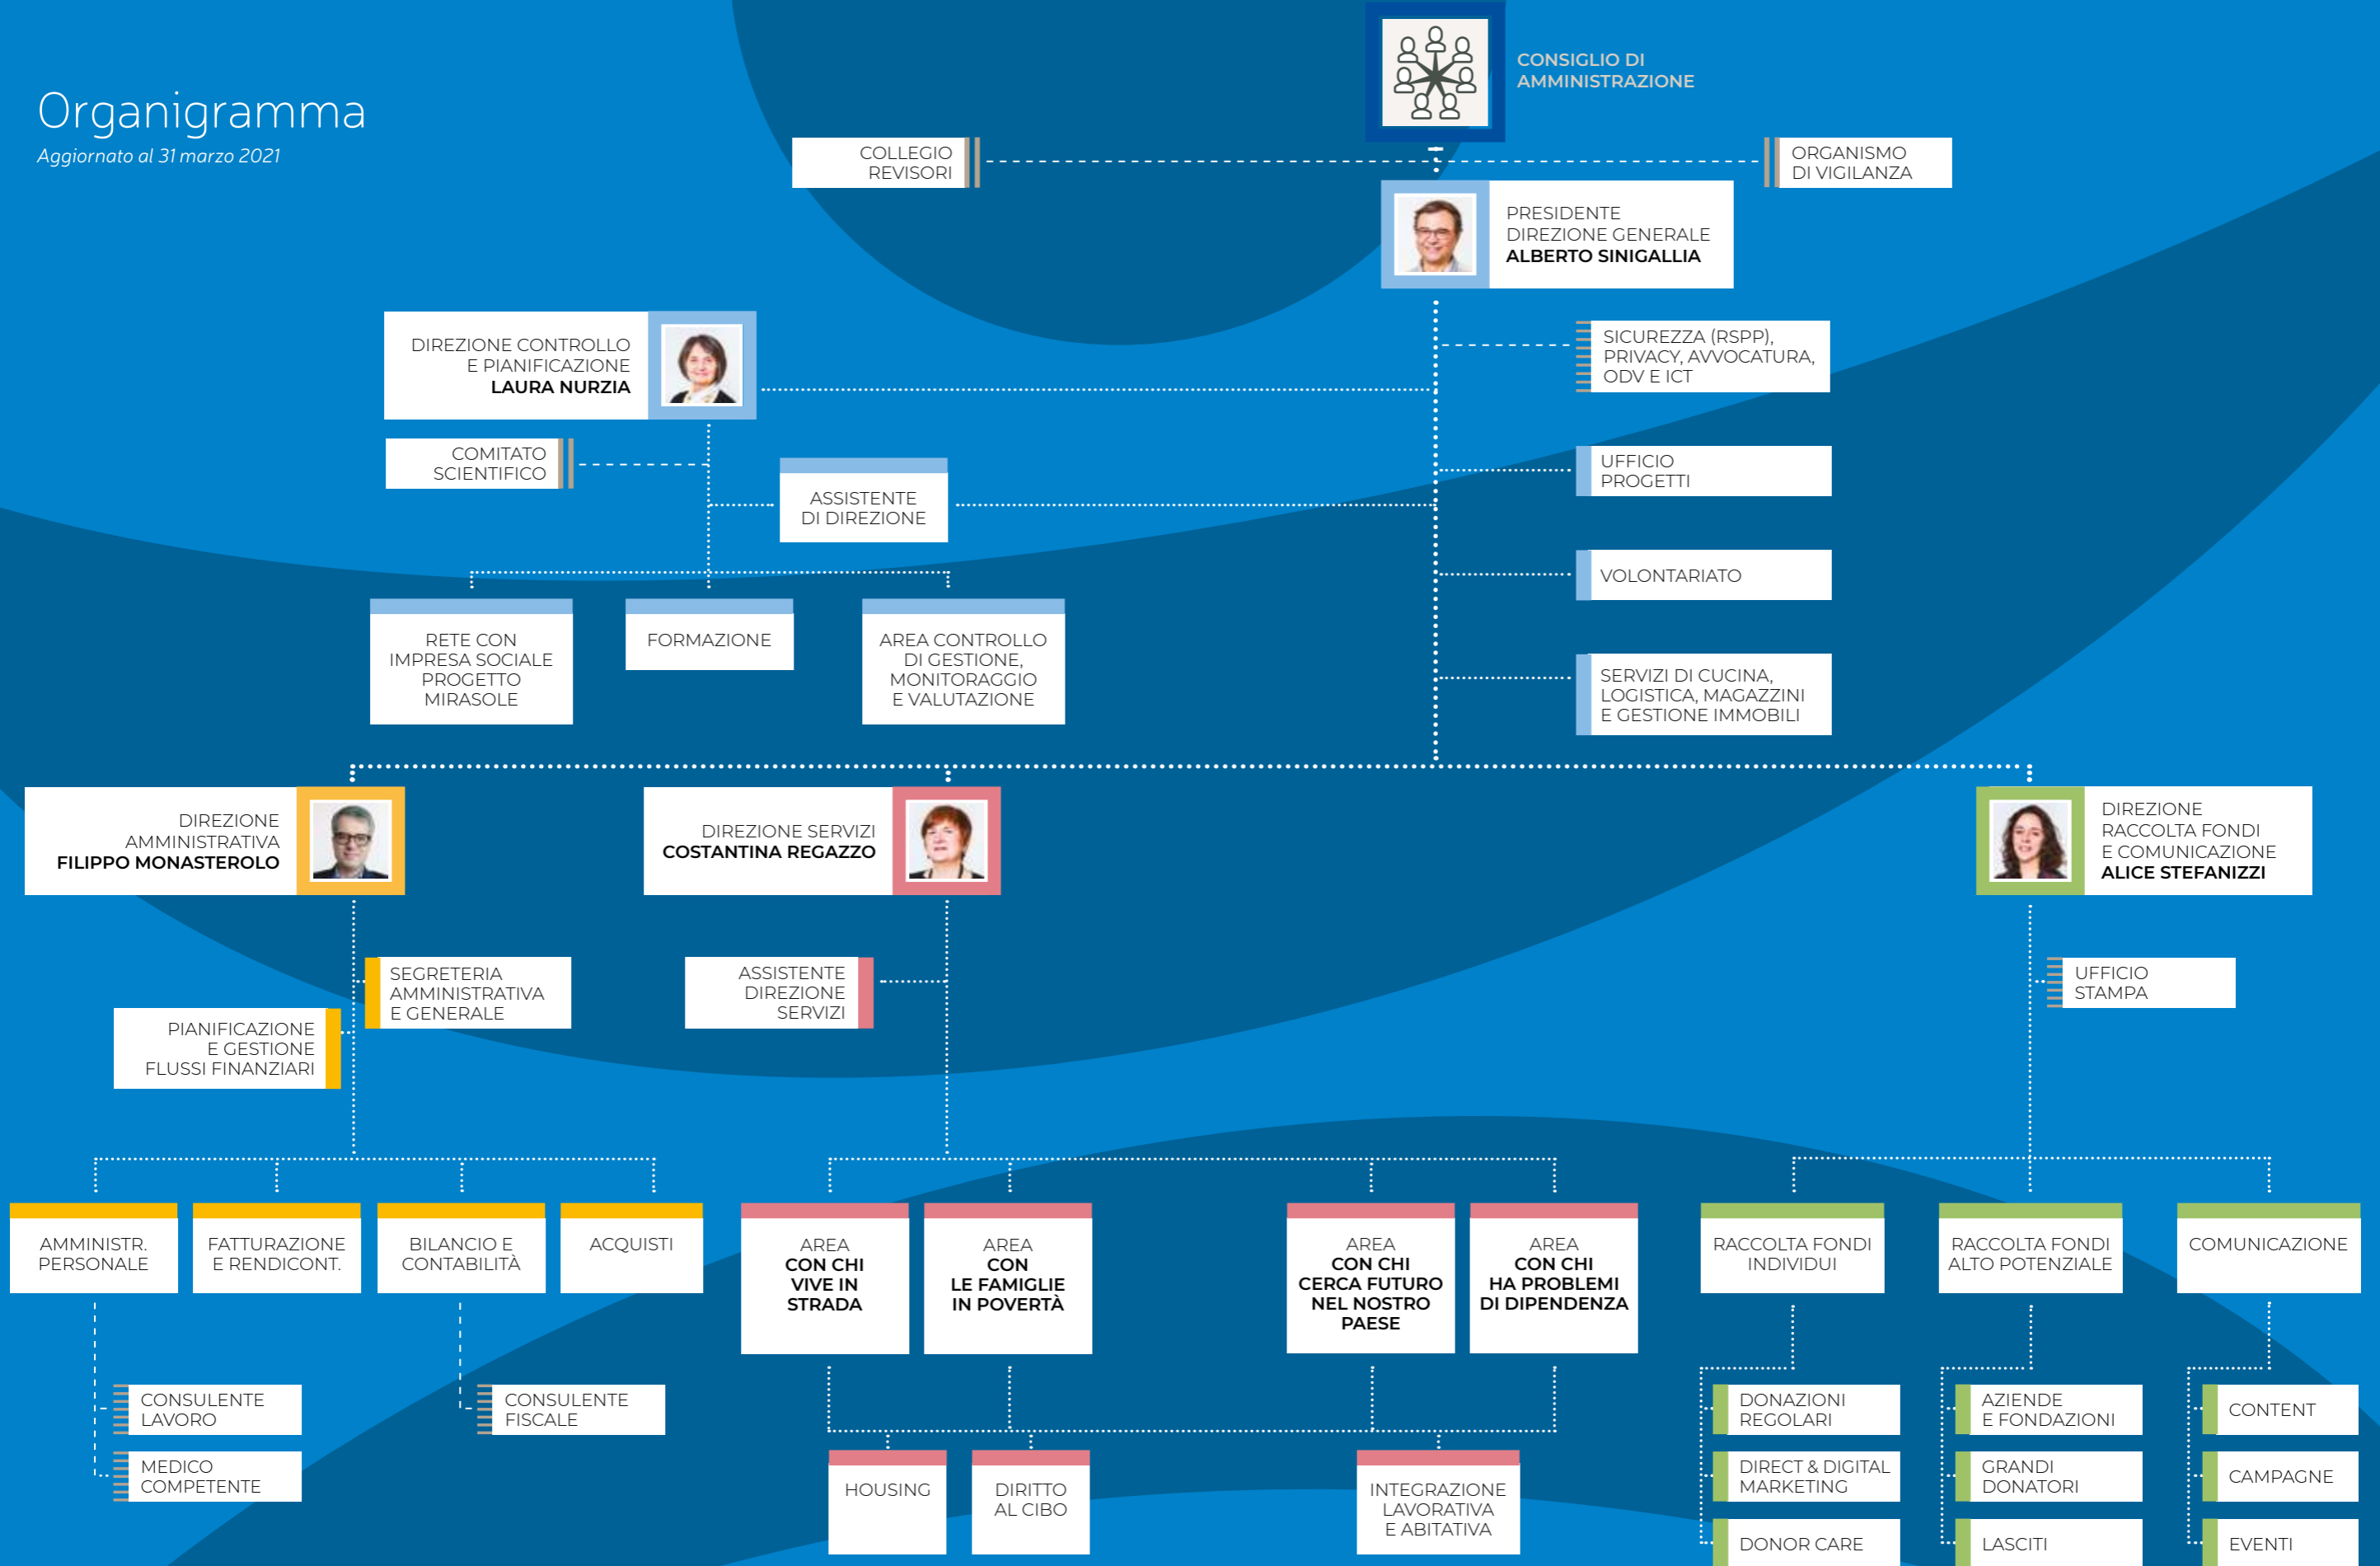 Organigramma
Aggiornato al 31 marzo 2021
CONSIGLIO DI
AMMINISTRAZIONE
COLLEGIO
REVISORI
ORGANISMO
DI VIGILANZA
PRESIDENTE
DIREZIONE GENERALE
ALBERTO SINIGALLIA
DIREZIONE CONTROLLO
E PIANIFICAZIONE
LAURA NURZIA
SICUREZZA (RSPP),
PRIVACY, AVVOCATURA,
ODV E ICT
COMITATO
SCIENTIFICO
ASSISTENTE
DI DIREZIONE
UFFICIO
PROGETTI
VOLONTARIATO
RETE CON
IMPRESA SOCIALE
PROGETTO
MIRASOLE
FORMAZIONE
AREA CONTROLLO
DI GESTIONE,
MONITORAGGIO
E VALUTAZIONE
SERVIZI DI CUCINA,
LOGISTICA, MAGAZZINI
E GESTIONE IMMOBILI
DIREZIONE
AMMINISTRATIVA
FILIPPO MONASTEROLO
DIREZIONE SERVIZI
COSTANTINA REGAZZO
DIREZIONE
RACCOLTA FONDI
E COMUNICAZIONE
ALICE STEFANIZZI
SEGRETERIA
AMMINISTRATIVA
E GENERALE
PIANIFICAZIONE
E GESTIONE
FLUSSI FINANZIARI
ASSISTENTE
DIREZIONE
SERVIZI
UFFICIO
STAMPA
AMMINISTR.
PERSONALE
FATTURAZIONE
E RENDICONT.
BILANCIO E
CONTABILITÀ
ACQUISTI
AREA
CON CHI
VIVE IN
STRADA
AREA
CON
LE FAMIGLIE
IN POVERTÀ
AREA
CON CHI
CERCA FUTURO
NEL NOSTRO
PAESE
AREA
CON CHI
HA PROBLEMI
DI DIPENDENZA
RACCOLTA FONDI
INDIVIDUI
RACCOLTA FONDI
ALTO POTENZIALE
COMUNICAZIONE
CONSULENTE
LAVORO
MEDICO
COMPETENTE
CONSULENTE
FISCALE
HOUSING
DIRITTO
AL CIBO
INTEGRAZIONE
LAVORATIVA
E ABITATIVA
DONAZIONI
REGOLARI
DIRECT & DIGITAL
MARKETING
DONOR CARE
AZIENDE
E FONDAZIONI
GRANDI
DONATORI
LASCITI
CONTENT
CAMPAGNE
EVENTI